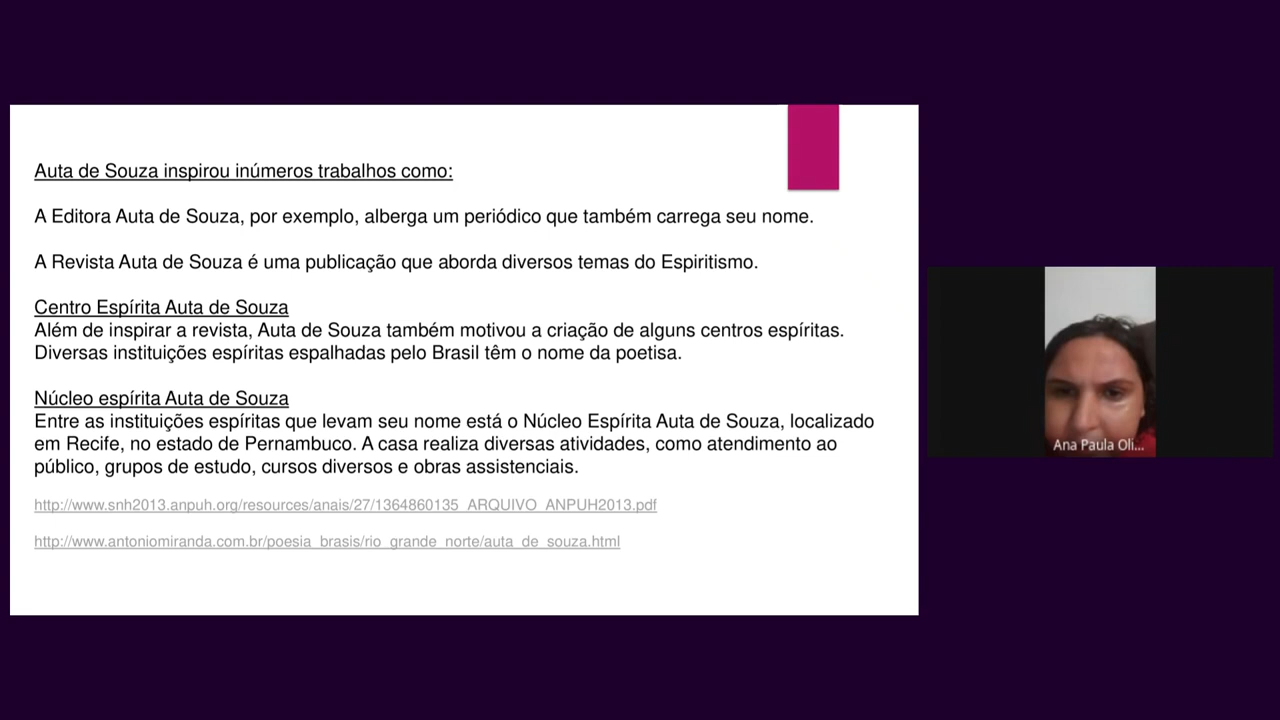 Auta de Souza inspirou inúmeros trabalhos como:
A Editora Auta de Souza, por exemplo, alberga um periódico que também carrega seu nome.
A Revista Auta de Souza é uma publicação que aborda diversos temas do Espiritismo.
Centro Espírita Auta de Souza
Além de inspirar a revista, Auta de Souza também motivou a criação de alguns centros espíritas.
Diversas instituições espíritas espalhadas pelo Brasil têm o nome da poetisa.
Núcleo espírita Auta de Souza
Entre as instituições espíritas que levam seu nome está o Núcleo Espírita Auta de Souza, localizado
em Recife, no estado de Pernambuco. A casa realiza diversas atividades, como atendimento ao
público, grupos de estudo, cursos diversos e obras assistenciais.
http://www.snh2013.anpuh.org/resources/anais/27/1364860135_ARQUIVO_ANPUH2013.pdf
http://www.antoniomiranda.com.br/poesia_brasis/rio_grande_norte/auta_de_souza.html
Ana Paula Oli...